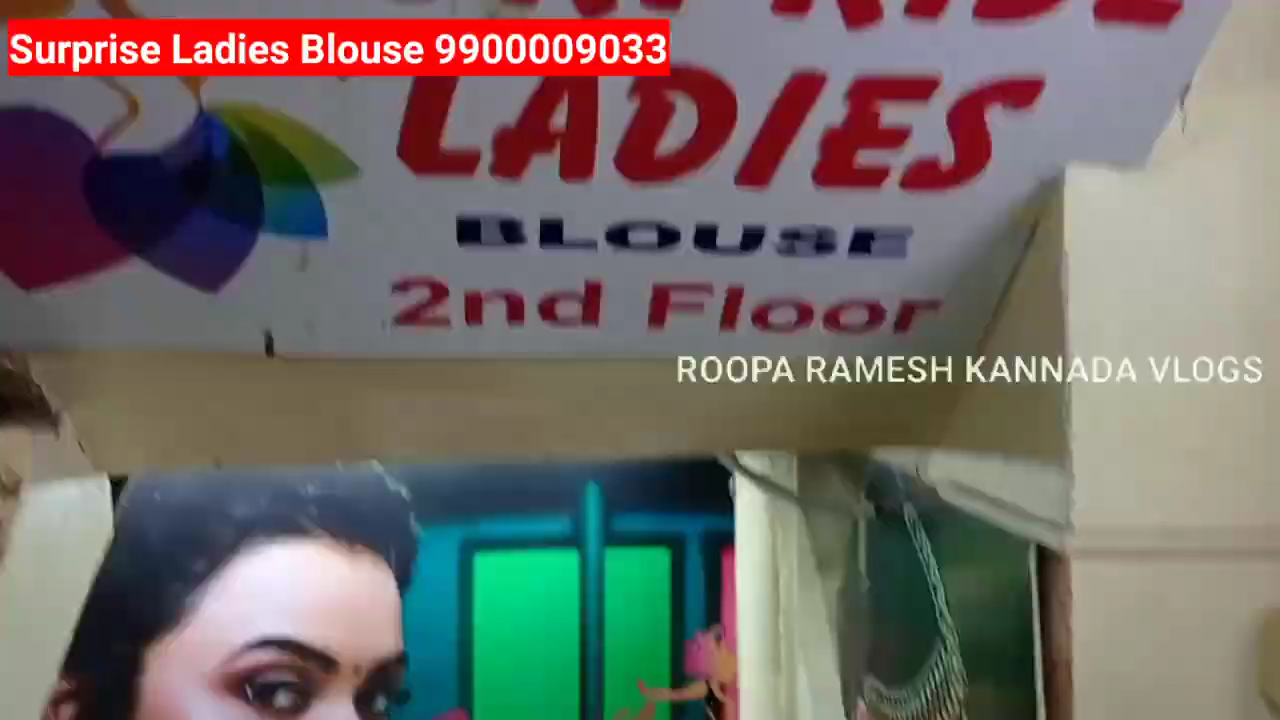 Surprise Ladies Blouse 9900009033
LADIES
BLOUSE
2nd Floor
ROOPA RAMESH KANNADA VLOGS